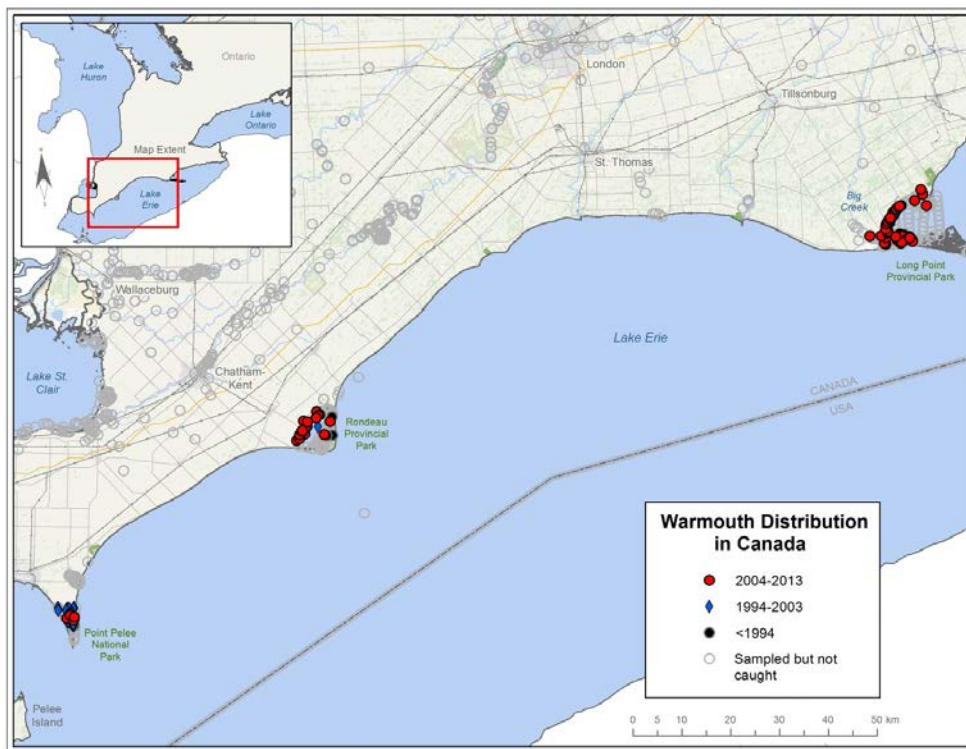 Ontario
Lake
Huron
Lake
Ontario
Map Extent
Lake
Erie
London
Tillsonburg
St. Thomas
Big
Creek
Long Point
Provincial Park
Wallaceburg
Lake Erie
Lake St.
Clair
Chatham-
Kent
CANADA
USA
Rondeau
Provincial
Park
Warmouth Distribution
in Canada
2004-2013
1994-2003
<1994
Sampled but not
caught
Point Pelee
National
Park
Pelee
Island
0 5 10 20 30 40 50 km